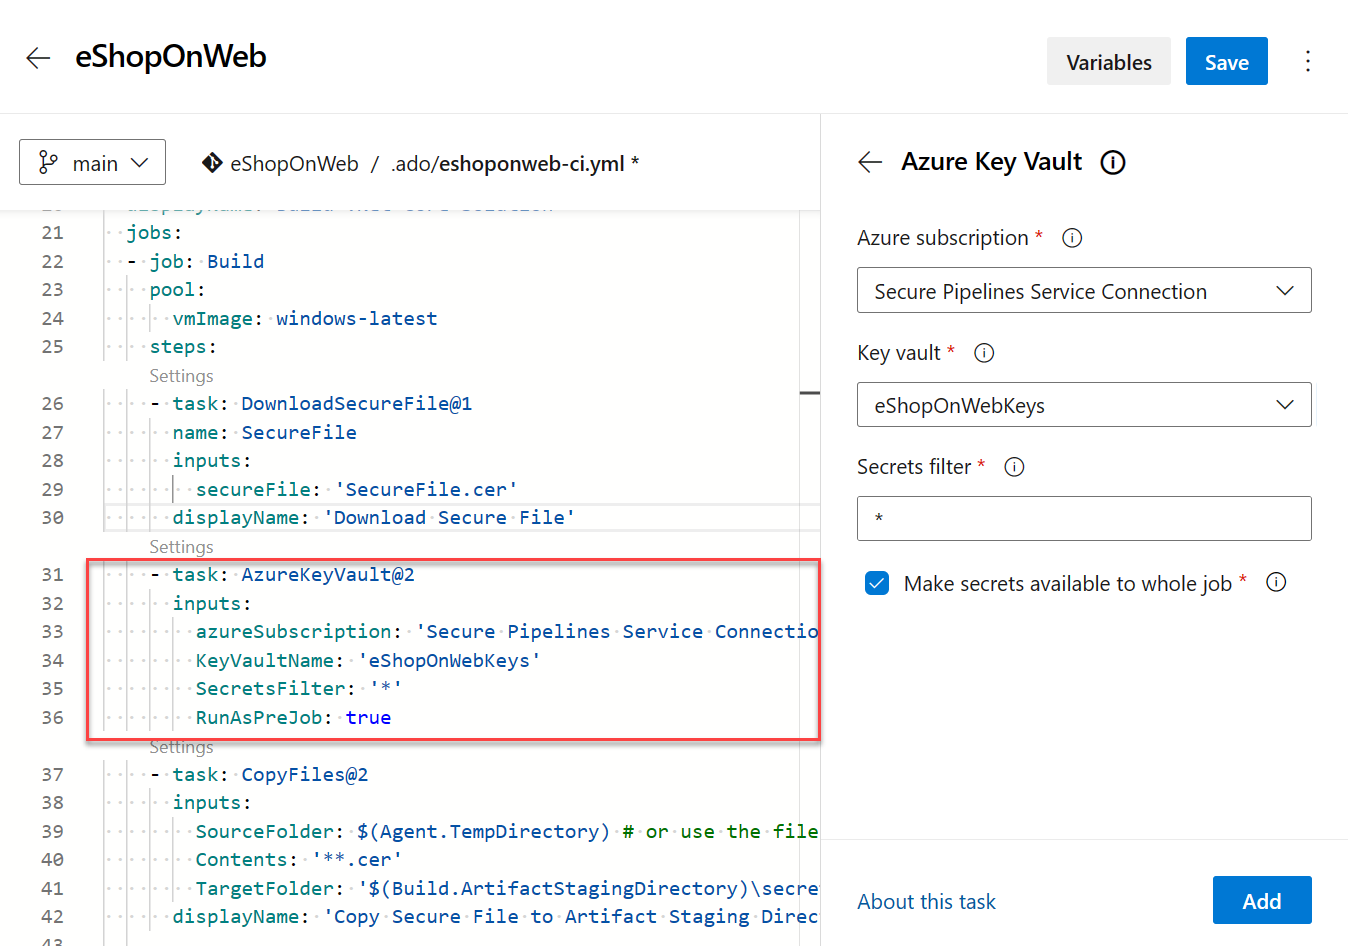 eShopOnWeb
Variables
Save
main
eShopOnWeb / .ado/eshoponweb-ci.yml *
21 jobs:
22 - job: Build
23 pool:
24 vmImage: windows-latest
25 steps:
Settings
26 - task: DownloadSecureFile@1
27 name: SecureFile
28 inputs:
29 secureFile: 'SecureFile.cer'
30 displayName: 'Download Secure File'
Settings
31 - task: AzureKeyVault@2
32 inputs:
33 azureSubscription: 'Secure Pipelines Service Connectio
34 KeyVaultName: 'eShopOnWebKeys'
35 SecretsFilter: '*'
36 RunAsPreJob: true
Settings
37 - task: CopyFiles@2
38 inputs:
39 SourceFolder: $(Agent.TempDirectory) # or use the file
40 Contents: '**.cer'
41 TargetFolder: '$(Build.ArtifactStagingDirectory)\secre
42 displayName: 'Copy Secure File to Artifact Staging Direc
43
Azure Key Vault
Azure subscription *
Secure Pipelines Service Connection
Key vault *
eShopOnWebKeys
Secrets filter *
*
Make secrets available to whole job *
About this task
Add